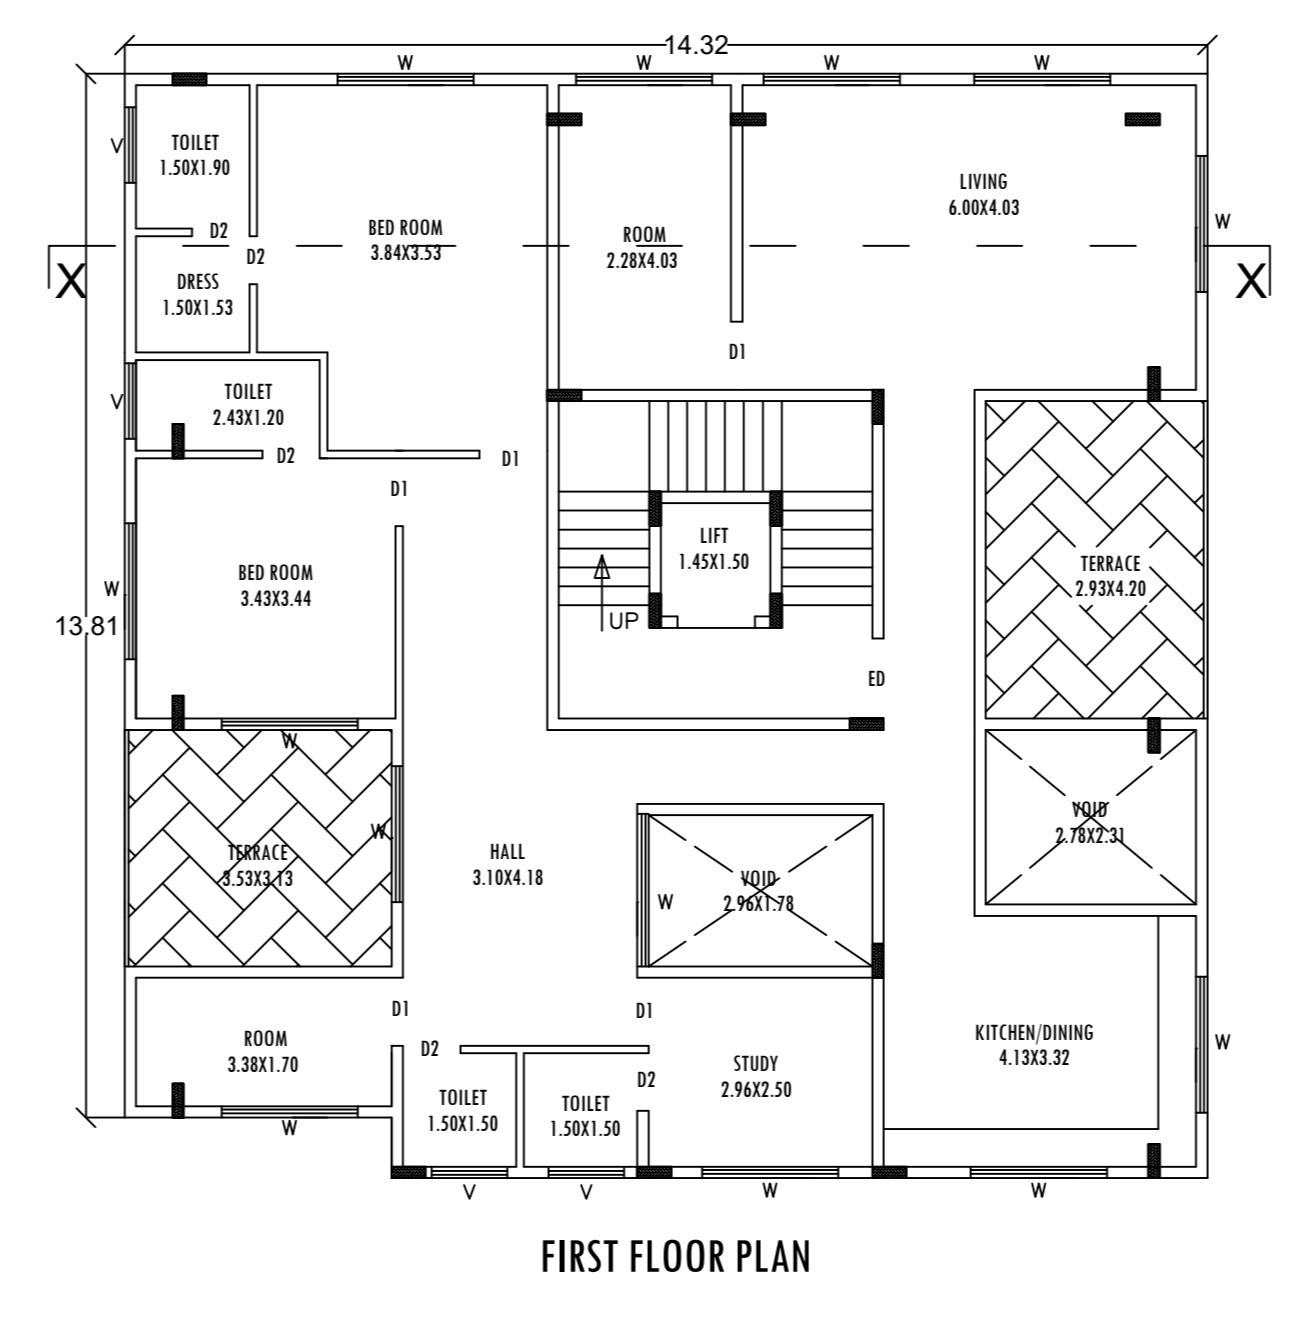 14.32
W
W
W
W
TOILET
1.50X1.90
V
LIVING
6.00X4.03
W
BED ROOM
3.84X3.53
ROOM
2.28X4.03
D2
D2
X
DRESS
1.50X1.53
X
D1
TOILET
2.43X1.20
V
D2
D1
D1
LIFT
1.45X1.50
TERRACE
2.93X4.20
BED ROOM
3.43X3.44
W
13.81
UP
ED
W
W
TERRACE
3.53X3.13
HALL
3.10X4.18
VOID
2.96X1.78
W
VOID
2.78X2.31
D1
D1
ROOM
3.38X1.70
D2
KITCHEN/DINING
4.13X3.32
W
STUDY
2.96X2.50
D2
TOILET
1.50X1.50
TOILET
1.50X1.50
W
V
V
W
W
FIRST FLOOR PLAN